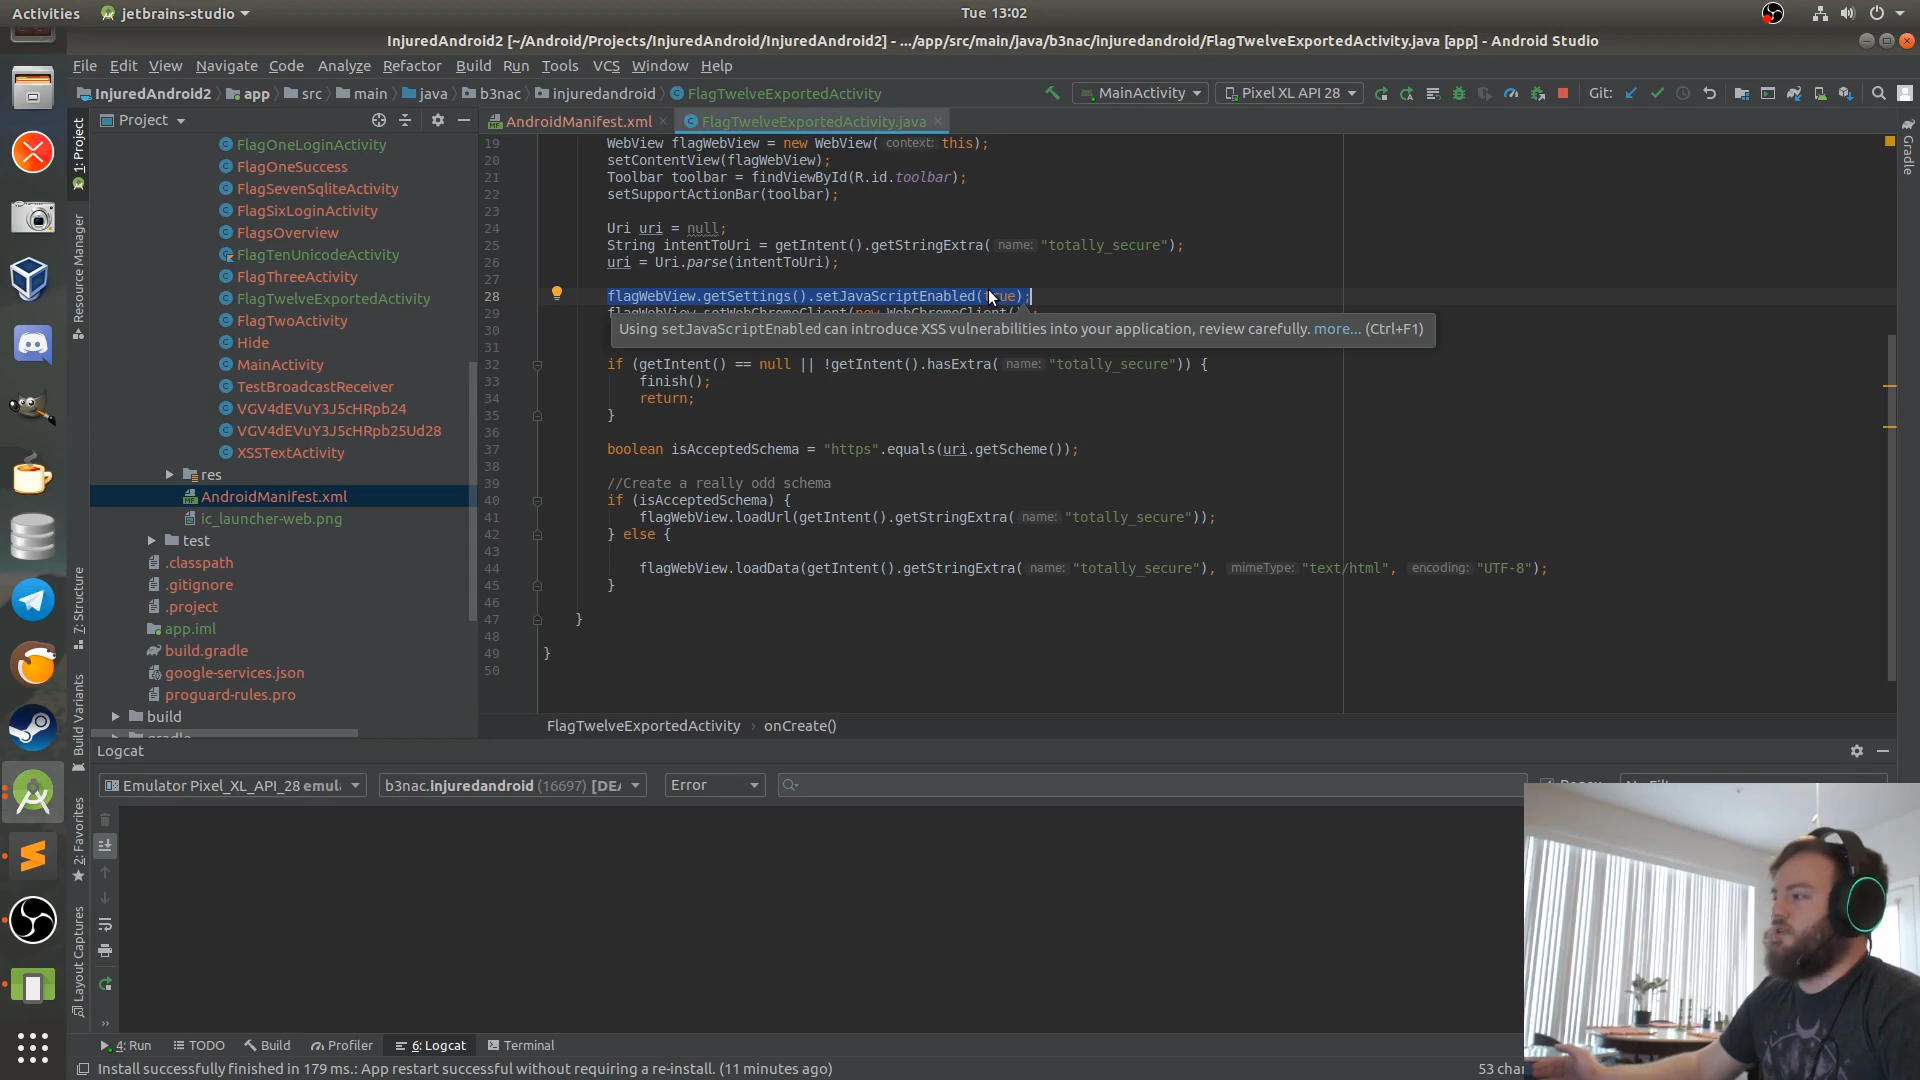 Activities
jetbrains-studio
Tue 13:02
InjuredAndroid2 [~/Android/Projects/InjuredAndroid/InjuredAndroid2] - .../app/src/main/java/b3nac/injuredandroid/FlagTwelveExportedActivity.java [app] - Android Studio
File Edit View Navigate Code Analyze Refactor Build Run Tools VCS Window Help
InjuredAndroid2 app src main java b3nac injuredandroid FlagTwelveExportedActivity MainActivity Pixel XL API 28 Git:
Project
AndroidManifest.xml FlagTwelveExportedActivity.java
1: Project
Resource Manager
7: Structure
Build Variants
2: Favorites
Layout Captures
Gradle
FlagOneLoginActivity
FlagOneSuccess
FlagSevenSqliteActivity
FlagSixLoginActivity
FlagsOverview
FlagTenUnicodeActivity
FlagThreeActivity
FlagTwelveExportedActivity
FlagTwoActivity
Hide
MainActivity
TestBroadcastReceiver
VGV4dEVuY3J5cHRpb24
VGV4dEVuY3J5cHRpb25Ud28
XSSTextActivity
res
AndroidManifest.xml
ic_launcher-web.png
test
.classpath
.gitignore
.project
app.iml
build.gradle
google-services.json
proguard-rules.pro
build
19 WebView flagWebView = new WebView( context: this);
20 setContentView(flagWebView);
21 Toolbar toolbar = findViewById(R.id.toolbar);
22 setSupportActionBar(toolbar);
23
24 Uri uri = null;
25 String intentToUri = getIntent().getStringExtra( name: "totally_secure");
26 uri = Uri.parse(intentToUri);
27
28 flagWebView.getSettings().setJavaScriptEnabled(true);
29 flagWebView.setWebChromeClient(new WebChromeClient()
30 Using setJavaScriptEnabled can introduce XSS vulnerabilities into your application, review carefully. more... (Ctrl+F1)
31
32 if (getIntent() == null || !getIntent().hasExtra( name: "totally_secure")) {
33 finish();
34 return;
35 }
36
37 boolean isAcceptedSchema = "https".equals(uri.getScheme());
38
39 //Create a really odd schema
40 if (isAcceptedSchema) {
41 flagWebView.loadUrl(getIntent().getStringExtra( name: "totally_secure"));
42 } else {
43
44 flagWebView.loadData(getIntent().getStringExtra( name: "totally_secure"), mimeType: "text/html", encoding: "UTF-8");
45 }
46
47 }
48
49 }
50
FlagTwelveExportedActivity › onCreate()
Logcat
Emulator Pixel_XL_API_28 emul b3nac.injuredandroid (16697) [DE Error
4: Run TODO Build Profiler 6: Logcat Terminal
Install successfully finished in 179 ms.: App restart successful without requiring a re-install. (11 minutes ago)
53 char